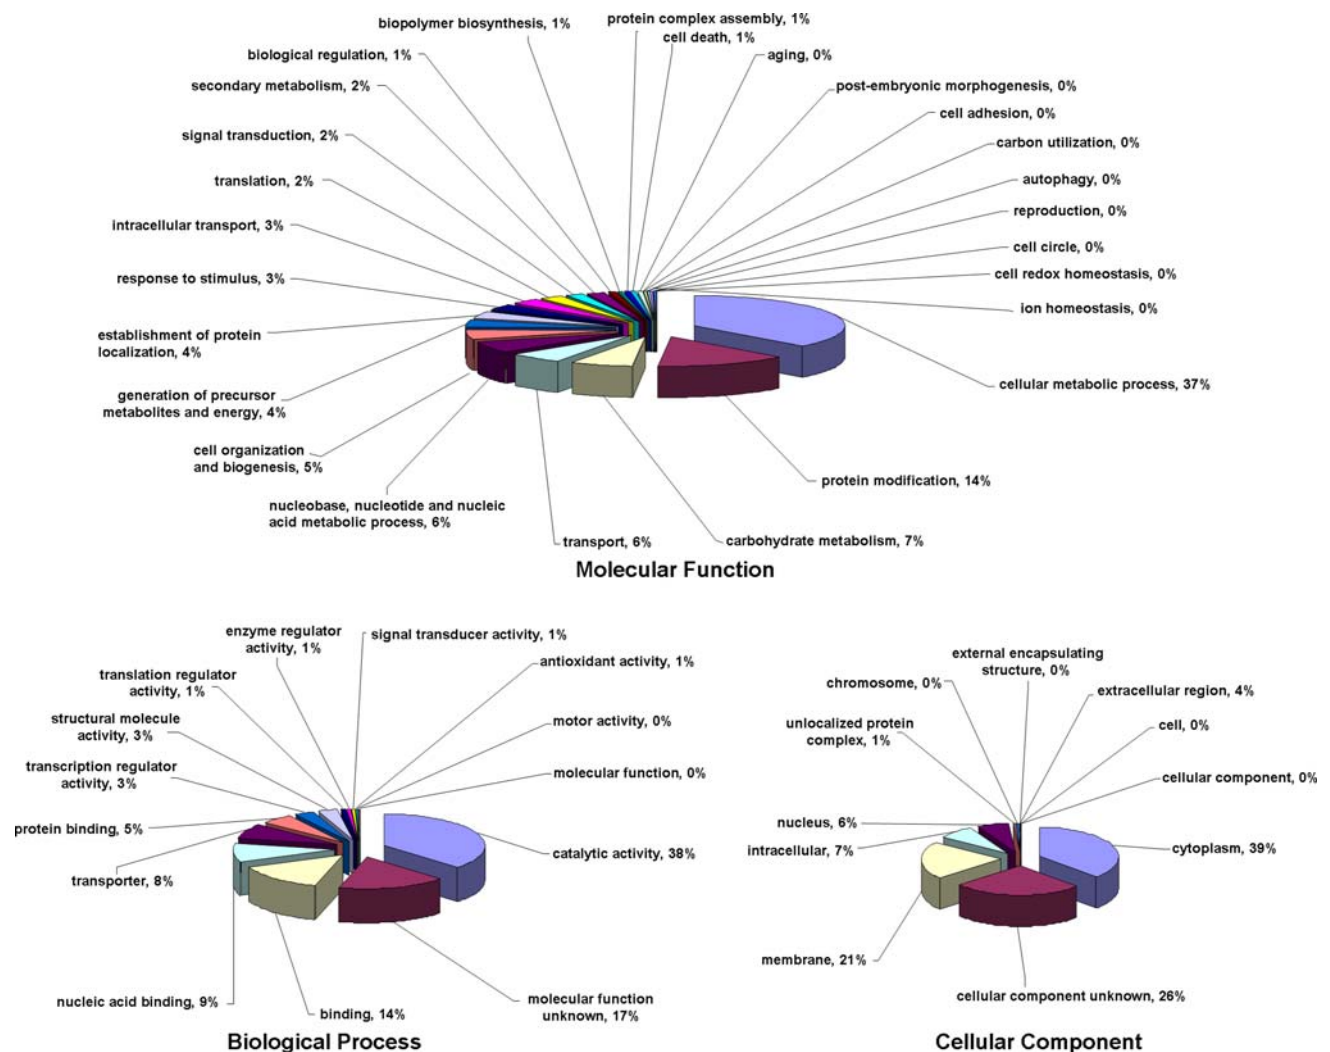 biopolymer biosynthesis, 1%
protein complex assembly, 1%
cell death, 1%
biological regulation, 1%
aging, 0%
secondary metabolism, 2%
post-embryonic morphogenesis, 0%
cell adhesion, 0%
signal transduction, 2%
carbon utilization, 0%
translation, 2%
autophagy, 0%
reproduction, 0%
intracellular transport, 3%
cell circle, 0%
response to stimulus, 3%
cell redox homeostasis, 0%
ion homeostasis, 0%
establishment of protein
localization, 4%
cellular metabolic process, 37%
generation of precursor
metabolites and energy, 4%
cell organization
and biogenesis, 5%
protein modification, 14%
nucleobase, nucleotide and nucleic
acid metabolic process, 6%
transport, 6%
carbohydrate metabolism, 7%
Molecular Function
enzyme regulator
activity, 1%
signal transducer activity, 1%
antioxidant activity, 1%
translation regulator
activity, 1%
structural molecule
activity, 3%
motor activity, 0%
transcription regulator
activity, 3%
molecular function, 0%
protein binding, 5%
catalytic activity, 38%
transporter, 8%
nucleic acid binding, 9%
binding, 14%
molecular function
unknown, 17%
Biological Process
external encapsulating
structure, 0%
chromosome, 0%
extracellular region, 4%
unlocalized protein
complex, 1%
cell, 0%
cellular component, 0%
nucleus, 6%
intracellular, 7%
cytoplasm, 39%
membrane, 21%
cellular component unknown, 26%
Cellular Component